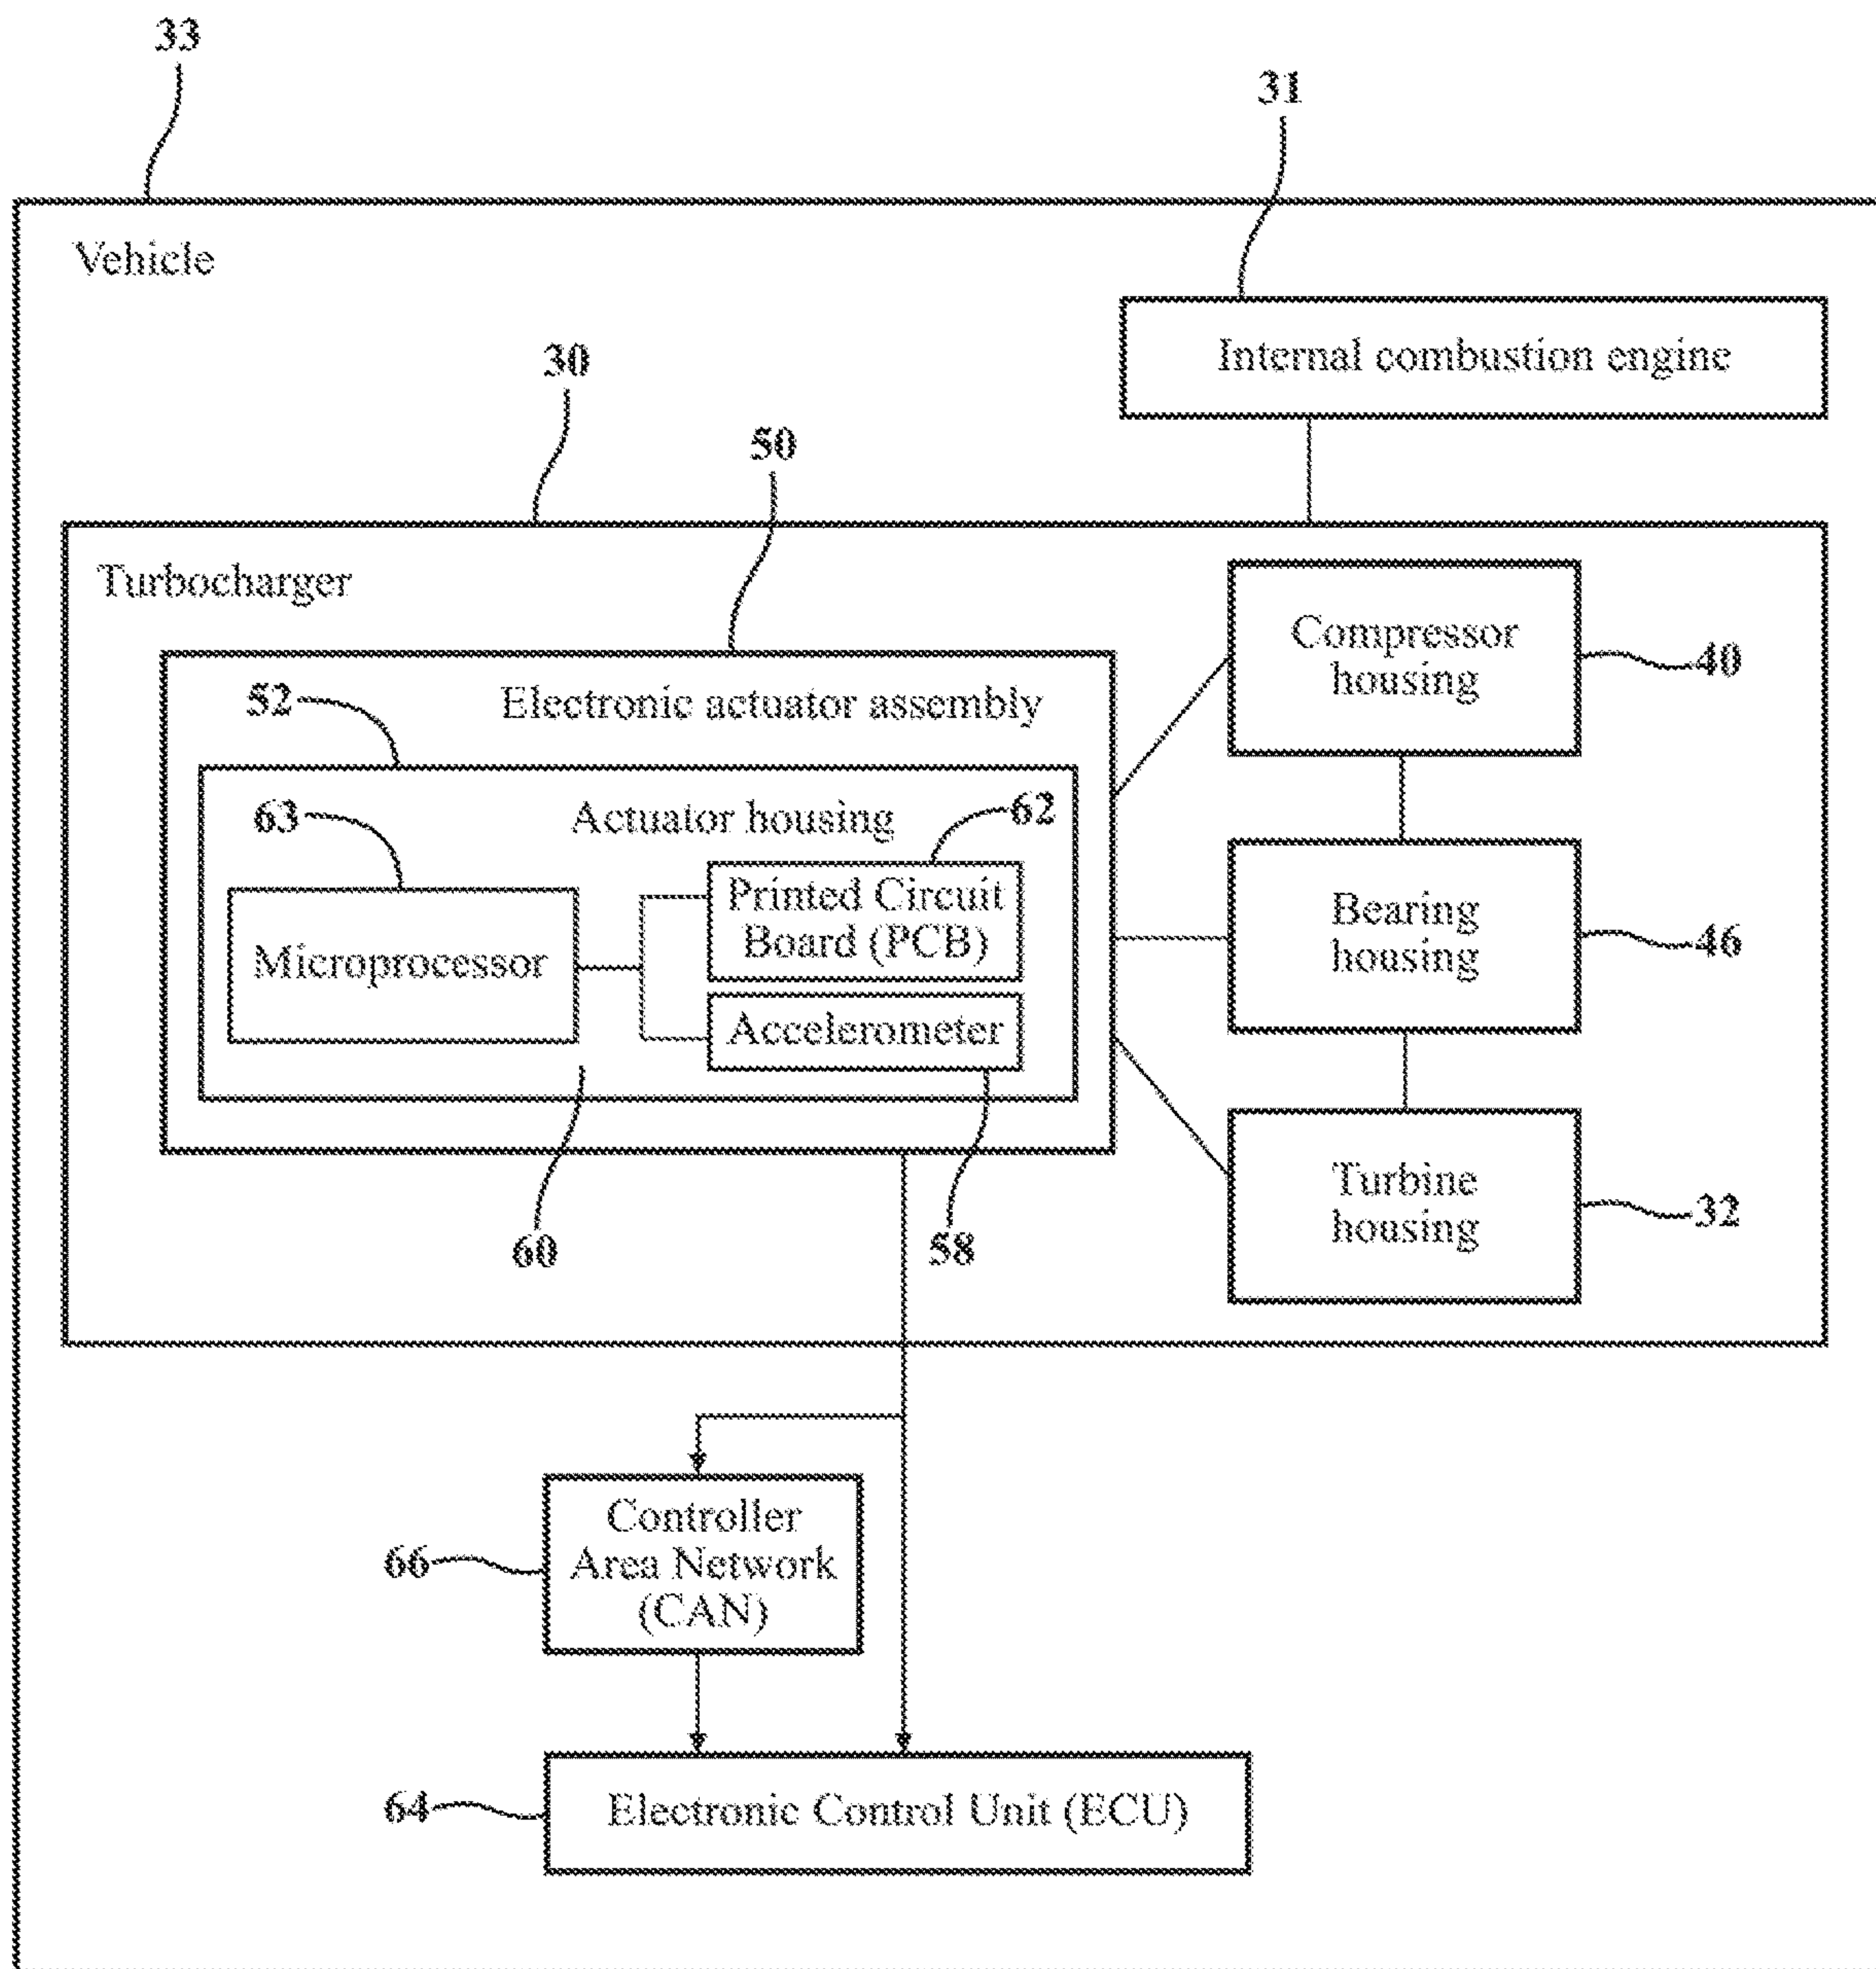 33
31
Vehicle
Internal combustion engine
30
50
Turbocharger
Compressor
housing
40
52
Electronic actuator assembly
63
Actuator housing
62
Printed Circuit
Board (PCB)
Microprocessor
Accelerometer
Bearing
housing
46
60
58
Turbine
housing
32
Controller
Area Network
(CAN)
66
64
Electronic Control Unit (ECU)